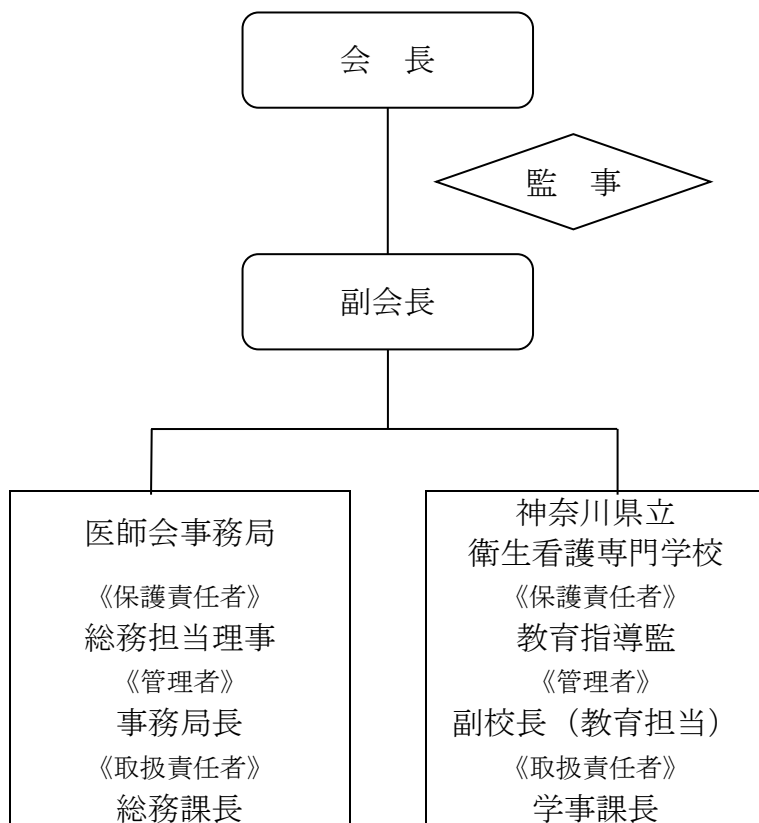 会　長
監　事
副会長
医師会事務局
《保護責任者》
総務担当理事
《管理者》
事務局長
《取扱責任者》
総務課長
神奈川県立
衛生看護専門学校
《保護責任者》
教育指導監
《管理者》
副校長（教育担当）
《取扱責任者》
学事課長